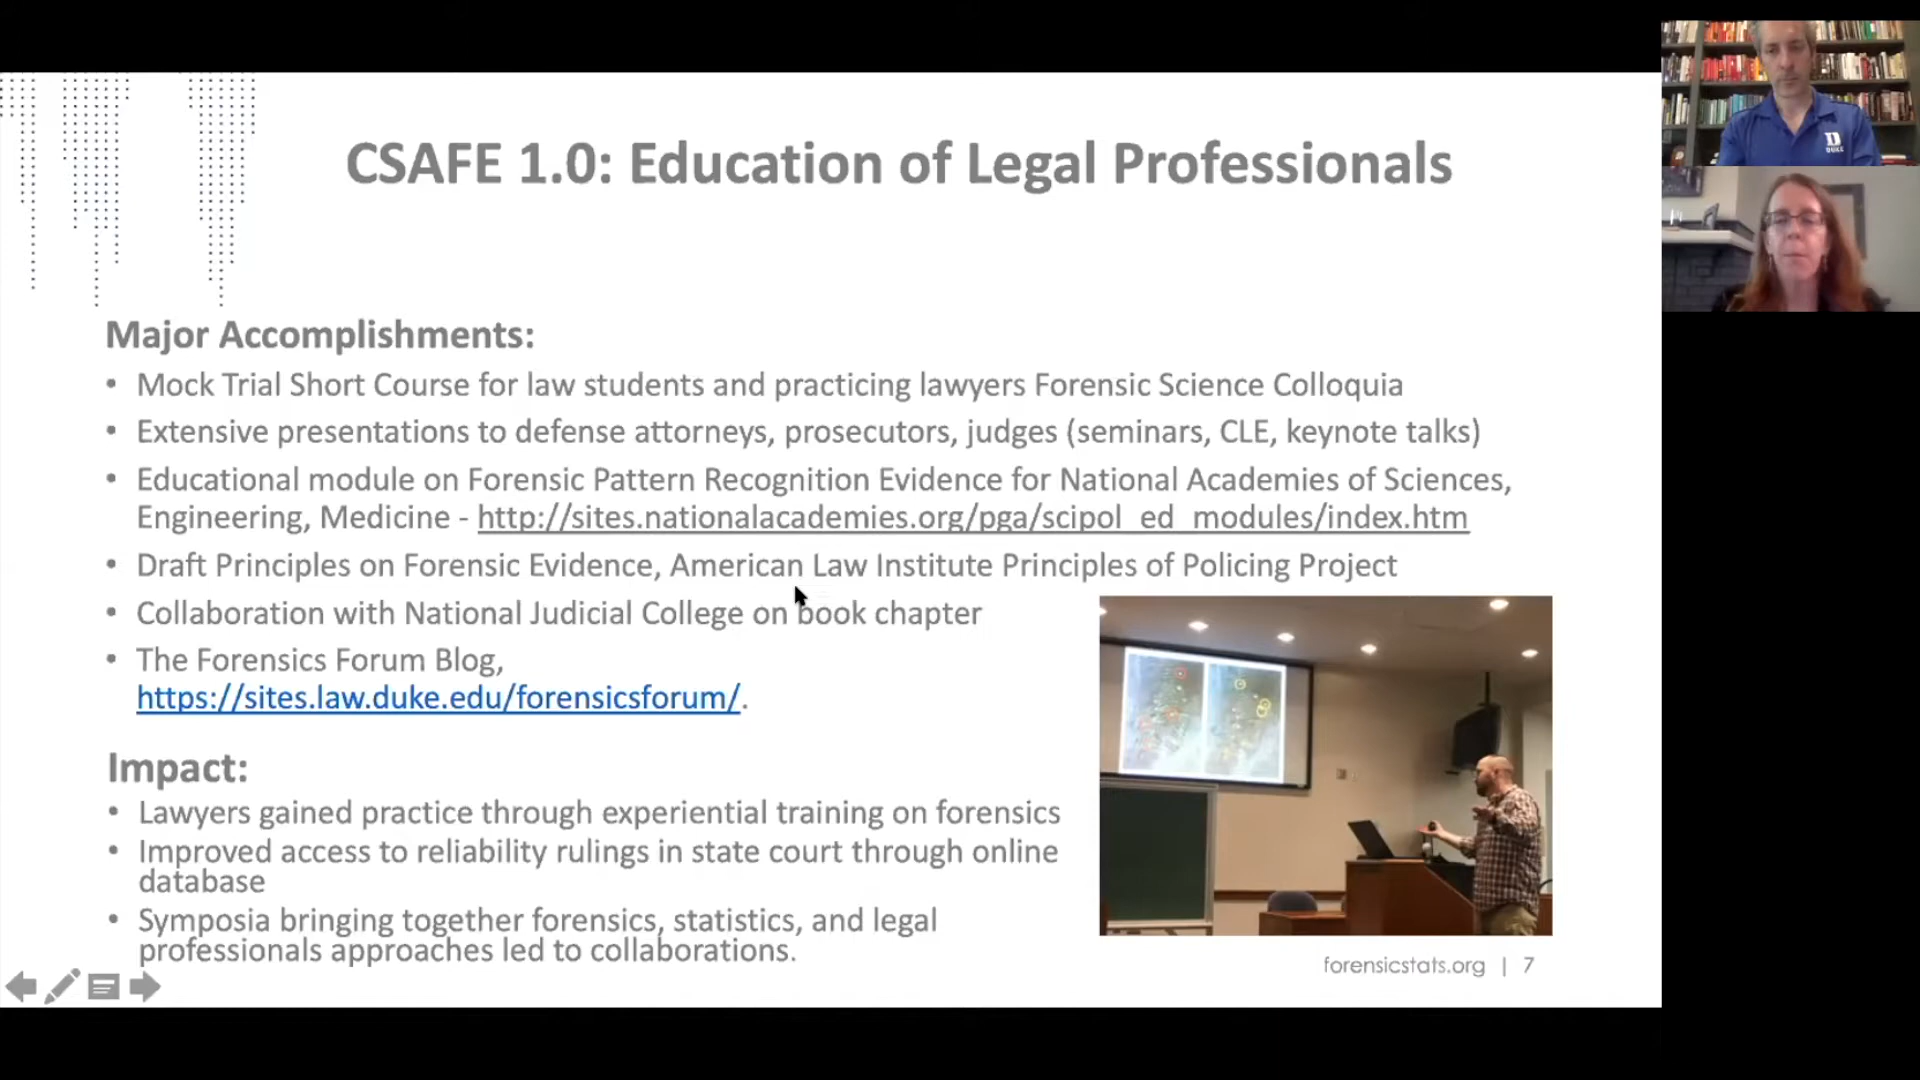 CSAFE 1.0: Education of Legal Professionals
Major Accomplishments:
• Mock Trial Short Course for law students and practicing lawyers Forensic Science Colloquia
• Extensive presentations to defense attorneys, prosecutors, judges (seminars, CLE, keynote talks)
• Educational module on Forensic Pattern Recognition Evidence for National Academies of Sciences,
Engineering, Medicine - http://sites.nationalacademies.org/pga/scipol_ed_modules/index.htm
• Draft Principles on Forensic Evidence, American Law Institute Principles of Policing Project
• Collaboration with National Judicial College on book chapter
• The Forensics Forum Blog,
https://sites.law.duke.edu/forensicsforum/.
Impact:
• Lawyers gained practice through experiential training on forensics
• Improved access to reliability rulings in state court through online
database
• Symposia bringing together forensics, statistics, and legal
professionals approaches led to collaborations.
forensicstats.org | 7
D
DUKE